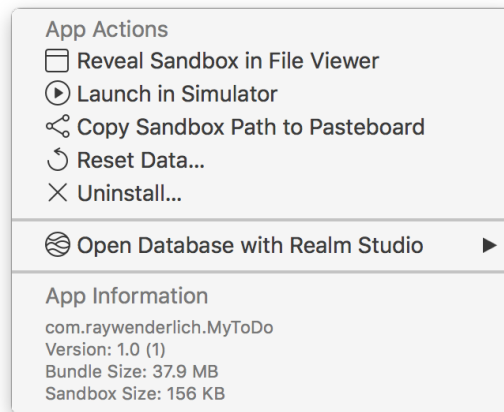 App Actions
Reveal Sandbox in File Viewer
Launch in Simulator
Copy Sandbox Path to Pasteboard
Reset Data...
Uninstall...
Open Database with Realm Studio
App Information
com.raywenderlich.MyToDo
Version: 1.0 (1)
Bundle Size: 37.9 MB
Sandbox Size: 156 KB